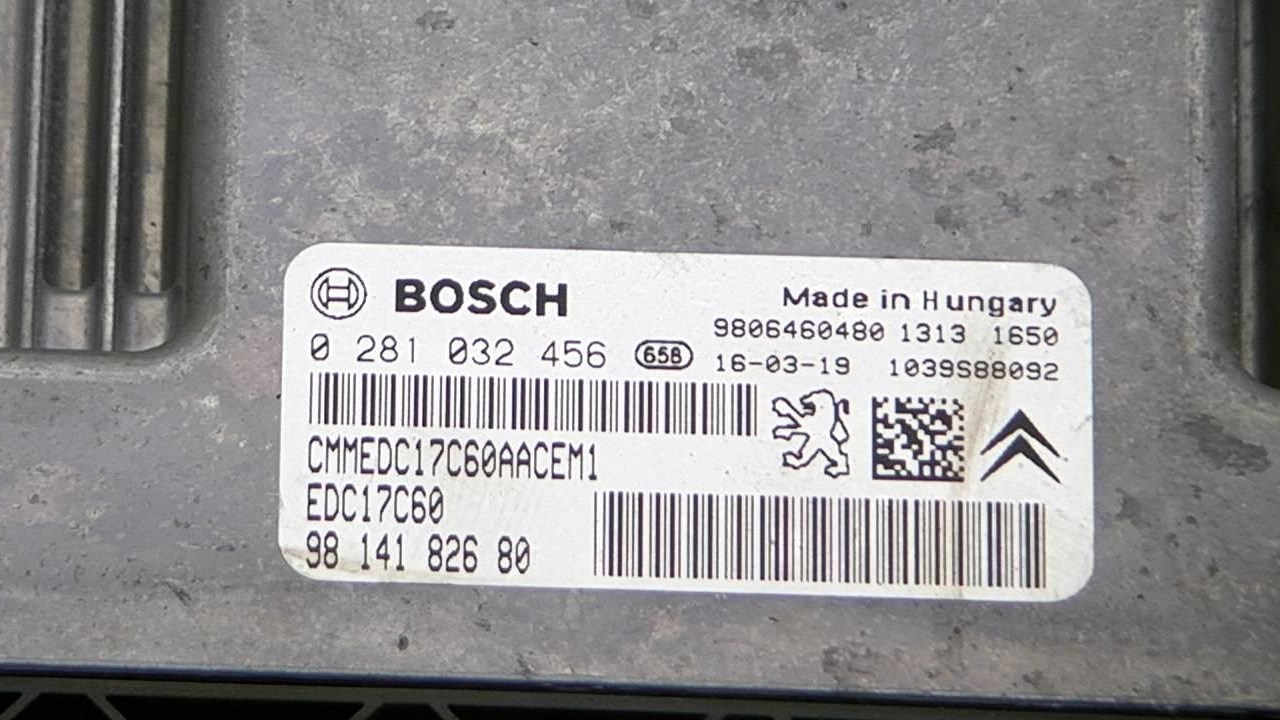 BOSCH
Made in Hungary
9806460480 1313 1650
0 281 032 456 658
16-03-19 1039S88092
CMMEDC17C60AACEM1
EDC17C60
98 141 826 80